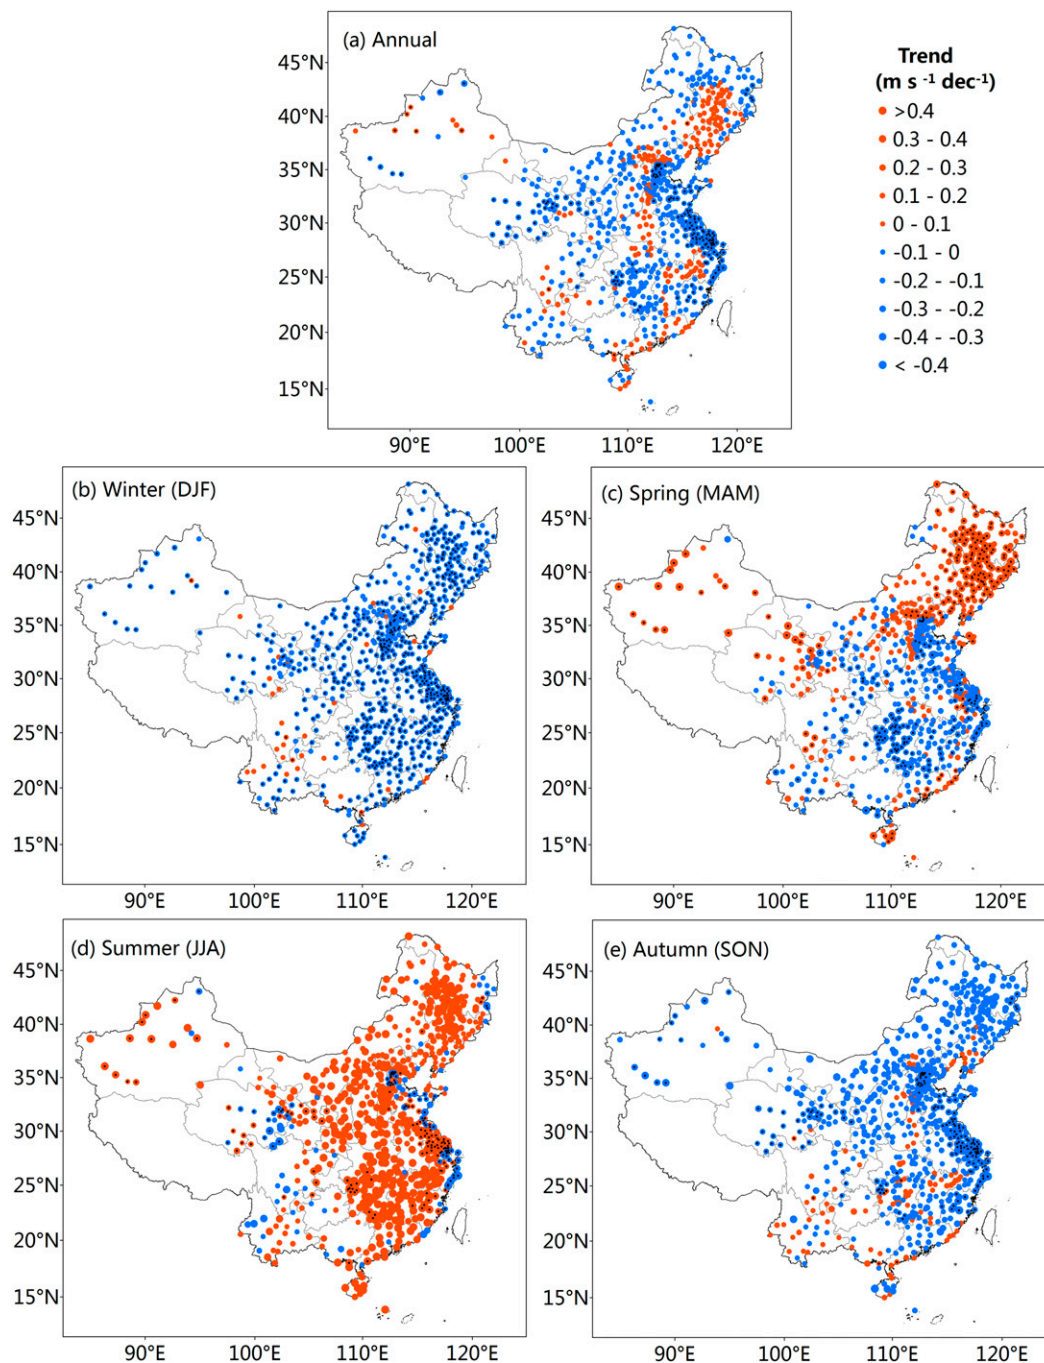 (a) Annual
45°N
40°N
35°N
30°N
25°N
20°N
15°N
90°E 100°E 110°E 120°E
Trend
(m s ⁻¹ dec⁻¹)
>0.4
0.3 - 0.4
0.2 - 0.3
0.1 - 0.2
0 - 0.1
-0.1 - 0
-0.2 - -0.1
-0.3 - -0.2
-0.4 - -0.3
< -0.4
(b) Winter (DJF)
45°N
40°N
35°N
30°N
25°N
20°N
15°N
90°E 100°E 110°E 120°E
(c) Spring (MAM)
45°N
40°N
35°N
30°N
25°N
20°N
15°N
90°E 100°E 110°E 120°E
(d) Summer (JJA)
45°N
40°N
35°N
30°N
25°N
20°N
15°N
90°E 100°E 110°E 120°E
(e) Autumn (SON)
45°N
40°N
35°N
30°N
25°N
20°N
15°N
90°E 100°E 110°E 120°E